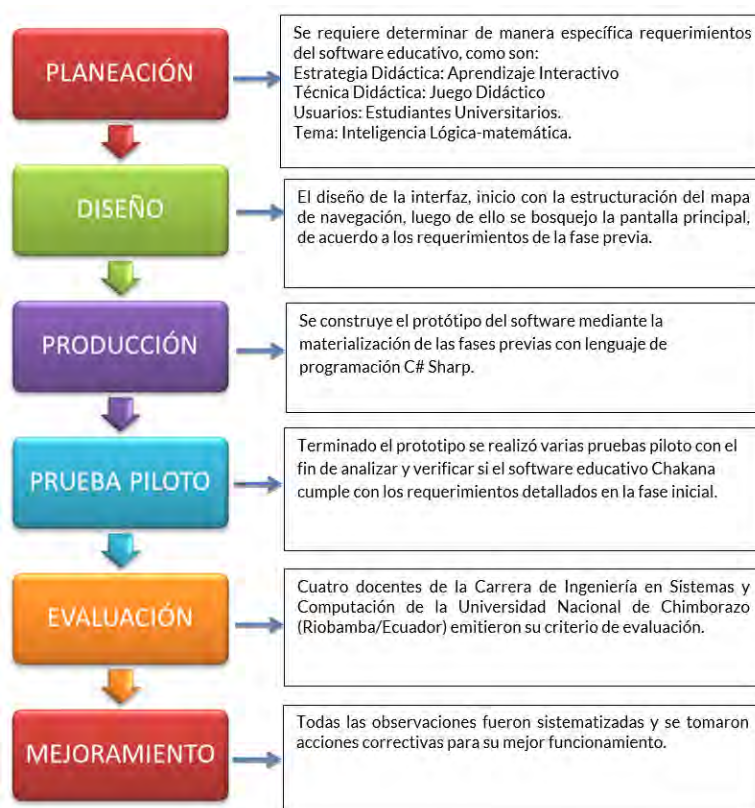 PLANEACIÓN
Se requiere determinar de manera específica requerimientos
del software educativo, como son:
Estrategia Didáctica: Aprendizaje Interactivo
Técnica Didáctica: Juego Didáctico
Usuarios: Estudiantes Universitarios.
Tema: Inteligencia Lógica-matemática.
DISEÑO
El diseño de la interfaz, inicio con la estructuración del mapa
de navegación, luego de ello se bosquejo la pantalla principal,
de acuerdo a los requerimientos de la fase previa.
PRODUCCIÓN
Se construye el protótipo del software mediante la
materialización de las fases previas con lenguaje de
programación C# Sharp.
PRUEBA PILOTO
Terminado el prototipo se realizó varias pruebas piloto con el
fin de analizar y verificar si el software educativo Chakana
cumple con los requerimientos detallados en la fase inicial.
EVALUACIÓN
Cuatro docentes de la Carrera de Ingeniería en Sistemas y
Computación de la Universidad Nacional de Chimborazo
(Riobamba/Ecuador) emitieron su criterio de evaluación.
MEJORAMIENTO
Todas las observaciones fueron sistematizadas y se tomaron
acciones correctivas para su mejor funcionamiento.